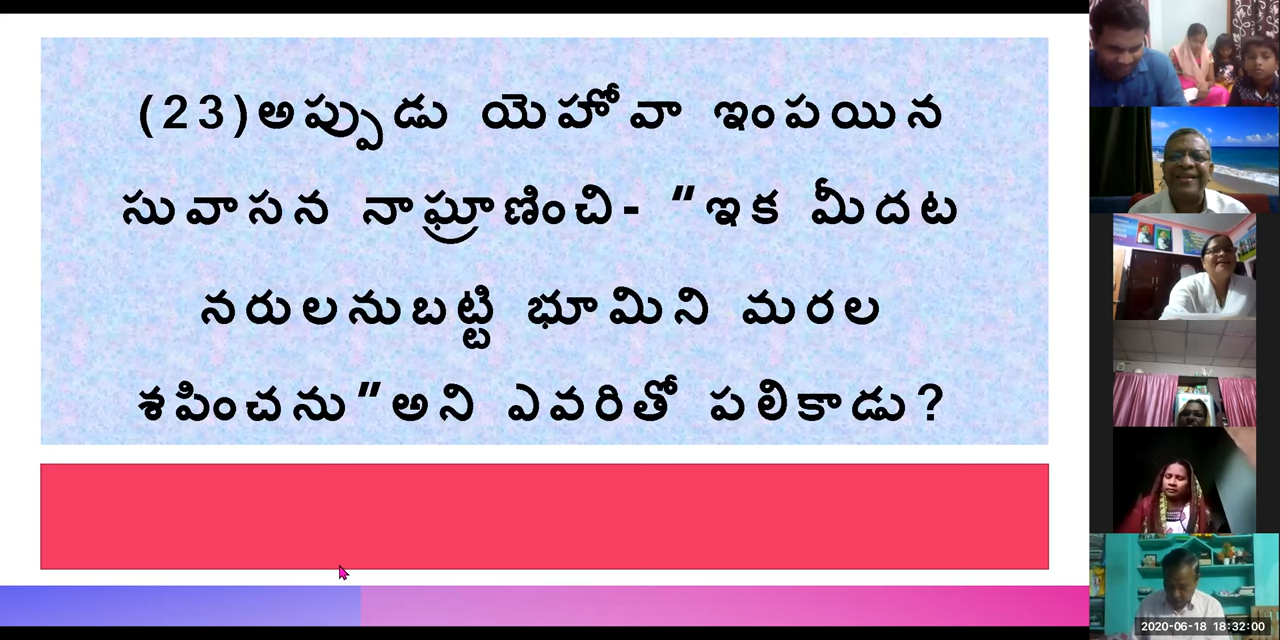 (23)అప్పుడు యెహోవా ఇంపయిన
సువాసన నాఘ్రాణించి- "ఇక మీదట
నరులనుబట్టి భూమిని మరల
శపించను"అని ఎవరితో పలికాడు?
2020-06-18 18:32:00